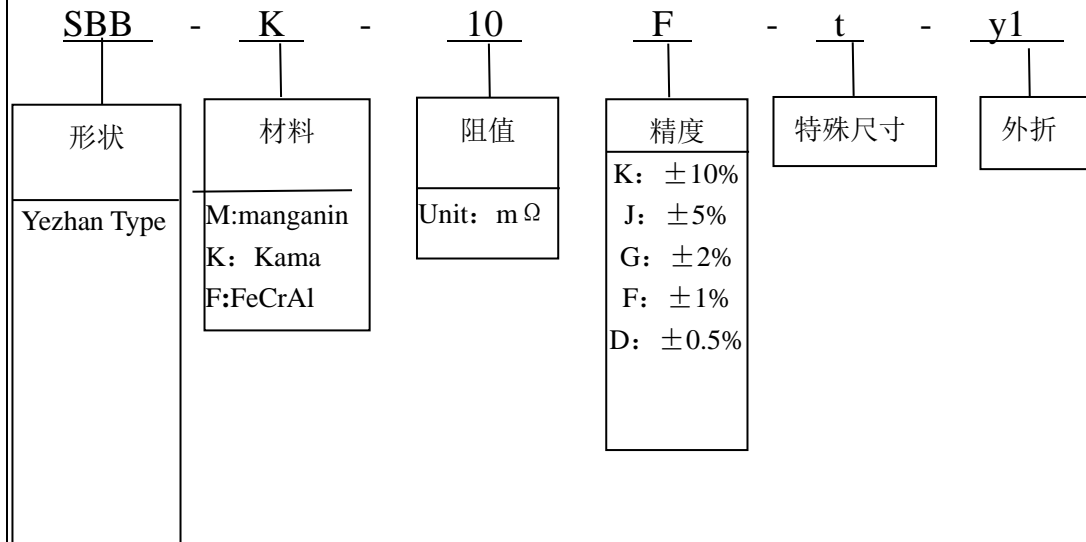 SBB - K - 10 F - t - y1
形状
材料
阻值
精度
特殊尺寸
外折
Yezhan Type
M:manganin
K： Kama
F:FeCrAl
Unit：mΩ
K： ±10%
J： ±5%
G： ±2%
F： ±1%
D： ±0.5%